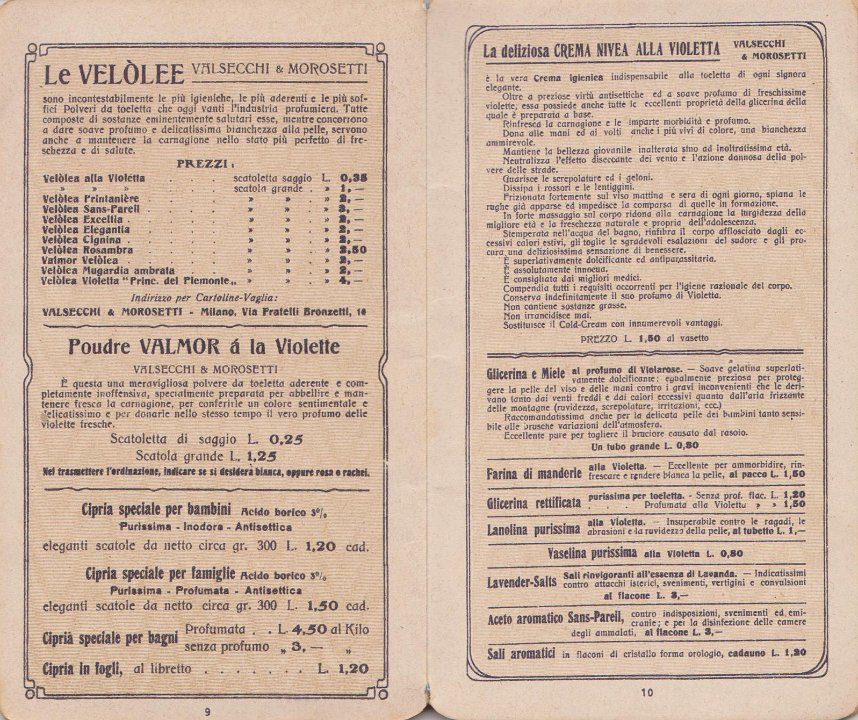 Le VELÒLEE VALSECCHI & MOROSETTI
sono incontestabilmente le più igieniche, le più aderenti e le più sof-
fici Polveri da toeletta che oggi vanti l'industria profumiera. Tutte
composte di sostanze eminentemente salutari esse, mentre concorrono
a dare soave profumo e delicatissima bianchezza alla pelle, servono
anche a mantenere la carnagione nello stato più perfetto di fre-
schezza e di salute.
PREZZI:
Velòlea alla Violetta . . . scatoletta saggio L. 0,35
» » » . . . scatola grande . » 1,—
Velòlea Printanière . . . » » . » 2,—
Velòlea Sans-Pareil . . . » » . » 3,—
Velòlea Excellia . . . » » . » 2,—
Velòlea Elegantia . . . » » . » 2,—
Velòlea Cignina . . . » » . » 2,—
Velòlea Rosambra . . . » » . » 2,50
Valmor Velòlea . . . » » . » 2,—
Velòlea Mugardia ambrata . » » . » 2,—
Velòlea Violetta "Princ. del Piemonte„ » » . » 4,—
Indirizzo per Cartoline-Vaglia:
VALSECCHI & MOROSETTI - Milano, Via Fratelli Bronzetti, 16
Poudre VALMOR á la Violette
VALSECCHI & MOROSETTI
È questa una meravigliosa polvere da toeletta aderente e com-
pletamente inoffensiva, specialmente preparata per abbellire e man-
tenere fresca la carnagione, per conferirle un colore sentimentale e
delicatissimo e per donarle nello stesso tempo il vero profumo delle
violette fresche.
Scatoletta di saggio L. 0,25
Scatola grande L. 1,25
Nel trasmettere l'ordinazione, indicare se si desidera bianca, oppure rosa o rachel.
Cipria speciale per bambini Acido borico 3%
Purissima - Inodora - Antisettica
eleganti scatole da netto circa gr. 300 L. 1,20 cad.
Cipria speciale per famiglie Acido borico 3%
Purissima - Profumata - Antisettica
eleganti scatole da netto circa gr. 300 L. 1,50 cad.
Cipria speciale per bagni Profumata . . L. 4,50 al Kilo
senza profumo „ 3,— „
Cipria in fogli, al libretto . . . . . . . L. 1,20
9
La deliziosa CREMA NIVEA ALLA VIOLETTA VALSECCHI
& MOROSETTI
è la vera Crema igienica indispensabile alla toeletta di ogni signora
elegante.
Oltre a preziose virtù antisettiche ed a soave profumo di freschissime
violette, essa possiede anche tutte le eccellenti proprietà della glicerina della
quale è preparata a base.
Rinfresca la carnagione e le imparte morbidità e profumo.
Dona alle mani ed ai volti anche i più vivi di colore, una bianchezza
ammirevole.
Mantiene la bellezza giovanile inalterata sino ad inoltratissima età.
Neutralizza l'effetto diseccante dei vento e l'azione dannosa della pol-
vere delle strade.
Guarisce le screpolature ed i geloni.
Dissipa i rossori e le lentiggini.
Frizionata fortemente sul viso mattina e sera di ogni giorno, spiana le
rughe già apparse ed impedisce la comparsa di quelle in formazione.
In forte massaggio sul corpo ridona alla carnagione la turgidezza della
migliore età e la freschezza naturale e propria dell'adolescenza.
Stemperata nell'acqua del bagno, rinfibra il corpo afflosciato dagli ec-
cessivi calori estivi, gli toglie le sgradevoli esalazioni del sudore e gli pro-
cura una deliziosissima sensazione di benessere.
È superlativamente dolcificante ed antiparassitaria.
È assolutamente innocua.
È consigliata dai migliori medici.
Compendia tutti i requisiti occorrenti per l'igiene razionale del corpo.
Conserva indefinitamente il suo profumo di Violetta.
Non contiene sostanze grasse.
Non irrancidisce mai.
Sostituisce il Cold-Cream con innumerevoli vantaggi.
PREZZO L. 1,50 al vasetto
Glicerina e Miele al profumo di Violarose. — Soave gelatina superlati-
vamente dolcificante: egualmente preziosa per proteg-
gere la pelle del viso e delle mani contro i gravi inconvenienti che le deri-
vano tanto dai venti freddi e dai calori eccessivi quanto dall'aria frizzante
delle montagne (ruvidezza, screpolature, irritazioni, ecc.)
Raccomandatissima anche per la delicata pelle dei bambini tanto sensi-
bile alle brusche variazioni dell'atmosfera.
Eccellente pure per togliere il bruciore causato dal rasoio.
Un tubo grande L. 0,80
Farina di mandorle alla Violetta. — Eccellente per ammorbidire, rin-
frescare e rendere bianca la pelle, al pacco L. 1,50
Glicerina rettificata purissima per toeletta. - Senza prof. flac. L. 1,20
Profumata alla Violetta » » 1,50
Lanolina purissima alla Violetta. — Insuperabile contro le ragadi, le
abrasioni e la ruvidezza della pelle, al tubetto L. 1,—
Vaselina purissima alla Violetta L. 0,80
Lavender-Salts Sali rinvigoranti all'essenza di Lavanda. — Indicatissimi
contro attacchi isterici, svenimenti, vertigini e convulsioni
al flacone L. 3,—
Aceto aromatico Sans-Pareil, contro indisposizioni, svenimenti ed emi-
cranie; e per la disinfezione delle camere
degli ammalati, al flacone L. 3,—
Sali aromatici in flaconi di cristallo forma orologio, cadauno L. 1,20
10